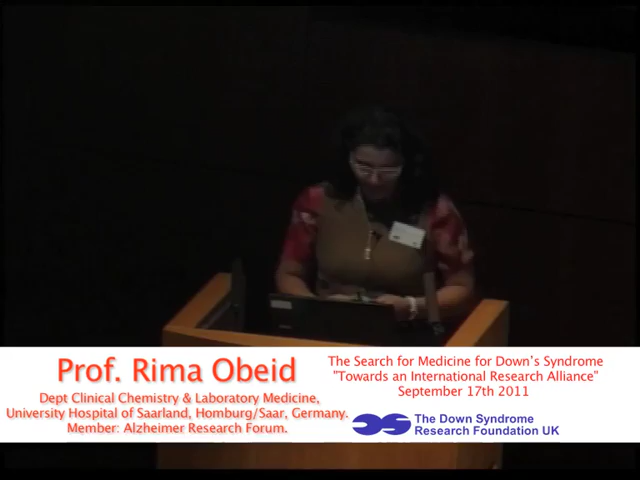 Prof. Rima Obeid
Dept Clinical Chemistry & Laboratory Medicine,
University Hospital of Saarland, Homburg/Saar, Germany.
Member: Alzheimer Research Forum.
The Search for Medicine for Down's Syndrome
"Towards an International Research Alliance"
September 17th 2011
The Down Syndrome
Research Foundation UK